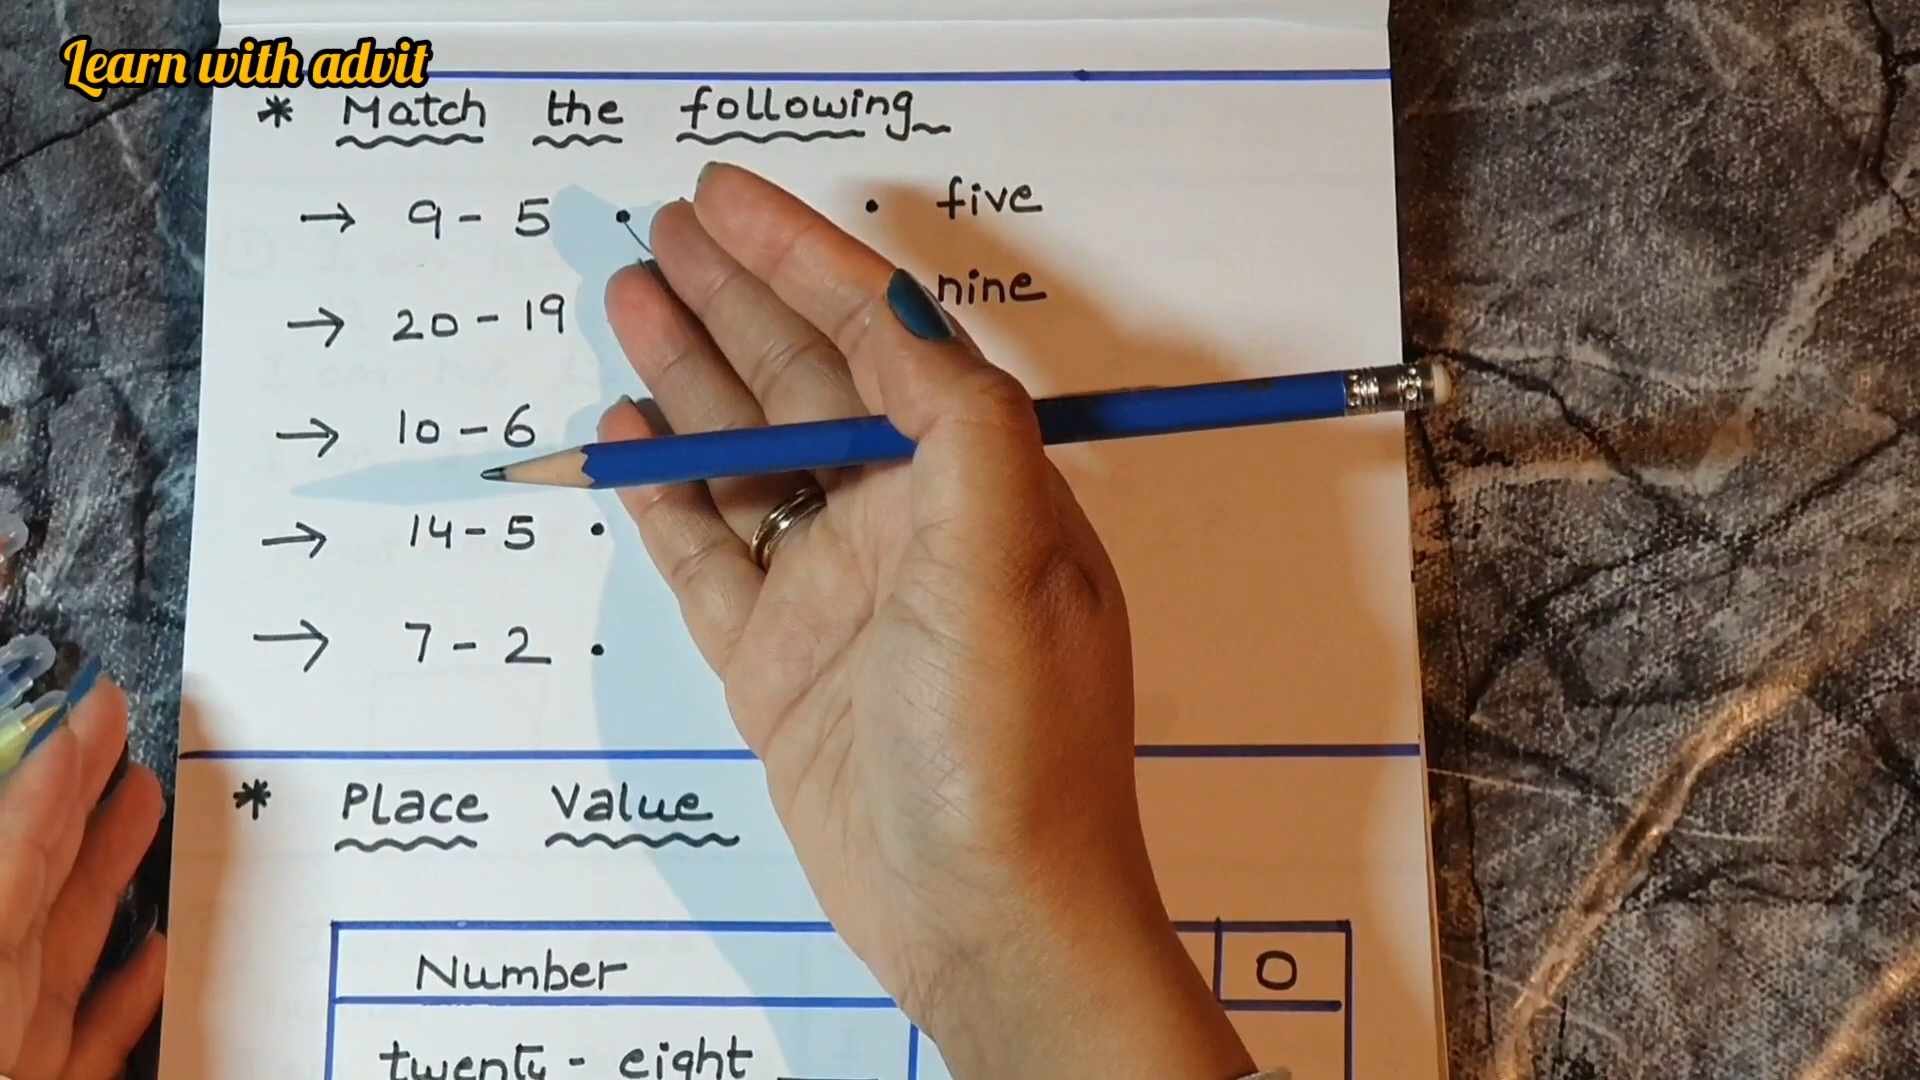 Learn with advit
* Match the following
→ 9 - 5 • • five
→ 20 - 19 nine
→ 10 - 6
→ 14 - 5 •
→ 7 - 2 •
* Place Value
Number O
twenty - eight